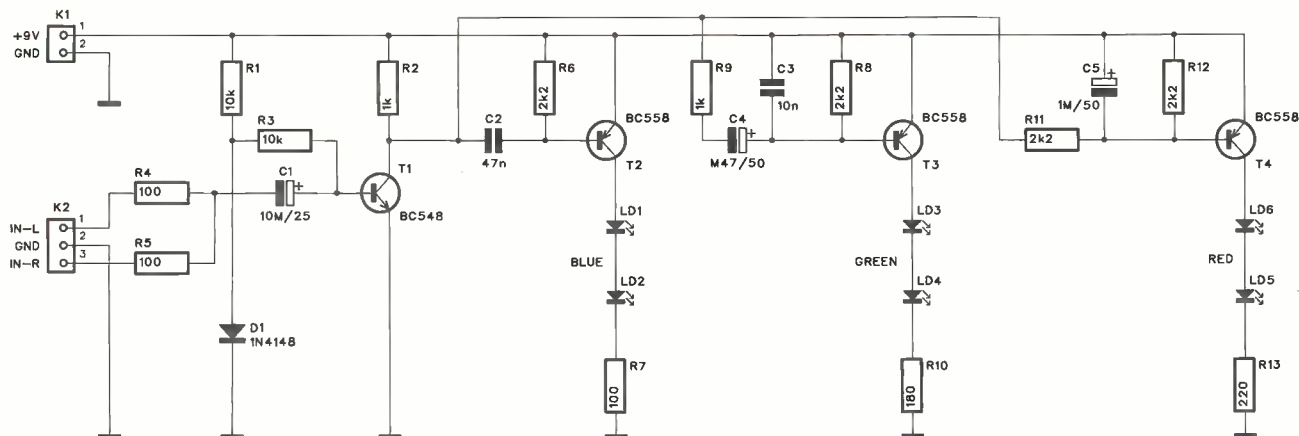 K1
1
+9V
2
GND
R1
10k
R2
1k
R3
10k
R4
100
C1
+
10M/25
T1
BC548
K2
1
IN-L
2
GND
3
IN-R
R5
100
D1
1N4148
C2
47n
R6
2k2
BC558
T2
LD1
BLUE
LD2
R7
100
R9
1k
C3
10n
R8
2k2
C4
+
M47/50
BC558
T3
LD3
GREEN
LD4
R10
180
C5
+
1M/50
R12
2k2
R11
2k2
BC558
T4
LD6
RED
LD5
R13
220